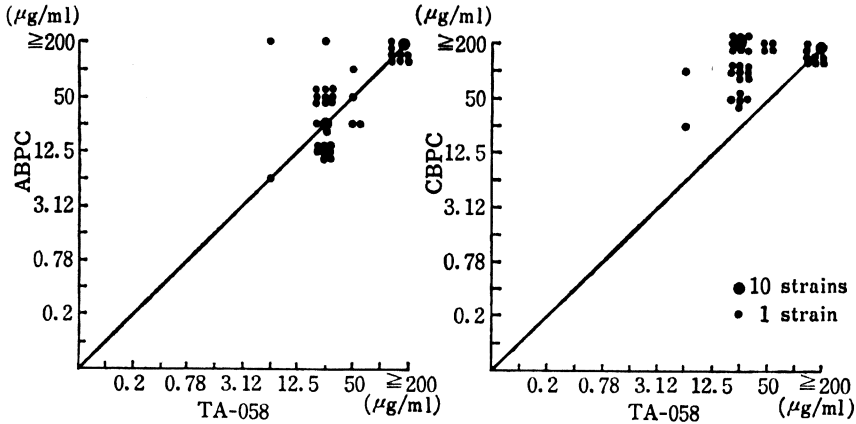 (μg/ml)
≧200
50
12.5
3.12
0.78
0.2
ABPC
0.2 0.78 3.12 12.5 50 ≧200
TA-058 (μg/ml)
(μg/ml)
≧200
50
12.5
3.12
0.78
0.2
CBPC
10 strains
1 strain
0.2 0.78 3.12 12.5 50 ≧200
TA-058 (μg/ml)